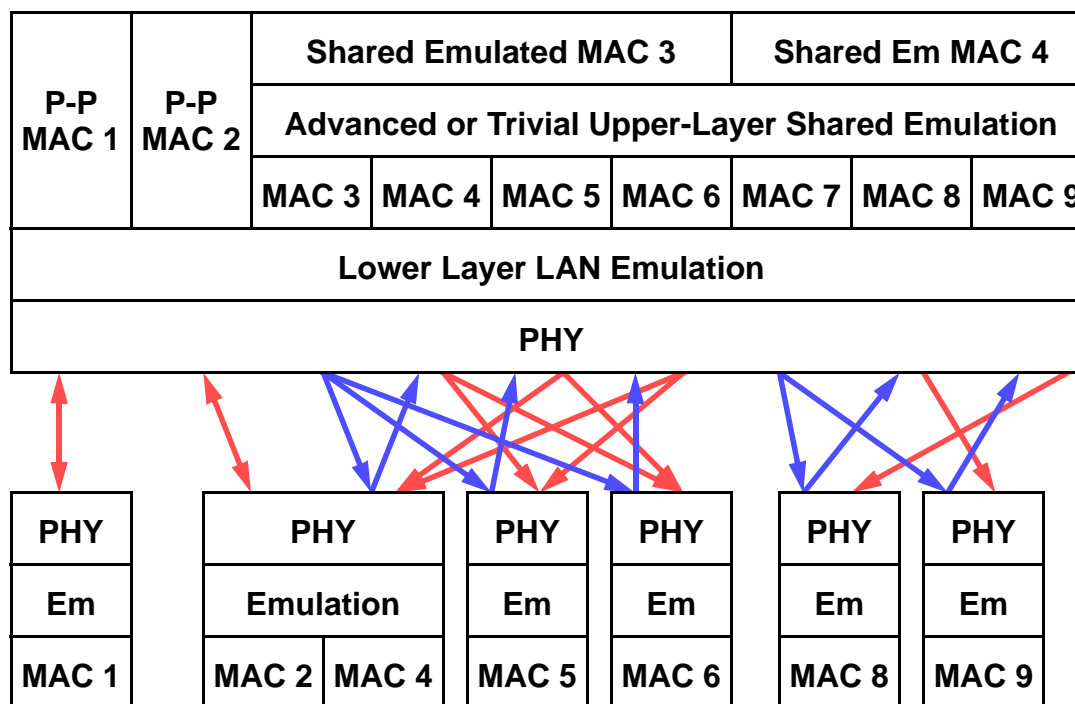 Shared Emulated MAC 3
Shared Em MAC 4
P-P
MAC 1
P-P
MAC 2
Advanced or Trivial Upper-Layer Shared Emulation
MAC 3
MAC 4
MAC 5
MAC 6
MAC 7
MAC 8
MAC 9
Lower Layer LAN Emulation
PHY
PHY
PHY
PHY
PHY
PHY
PHY
Em
Emulation
Em
Em
Em
Em
MAC 1
MAC 2
MAC 4
MAC 5
MAC 6
MAC 8
MAC 9